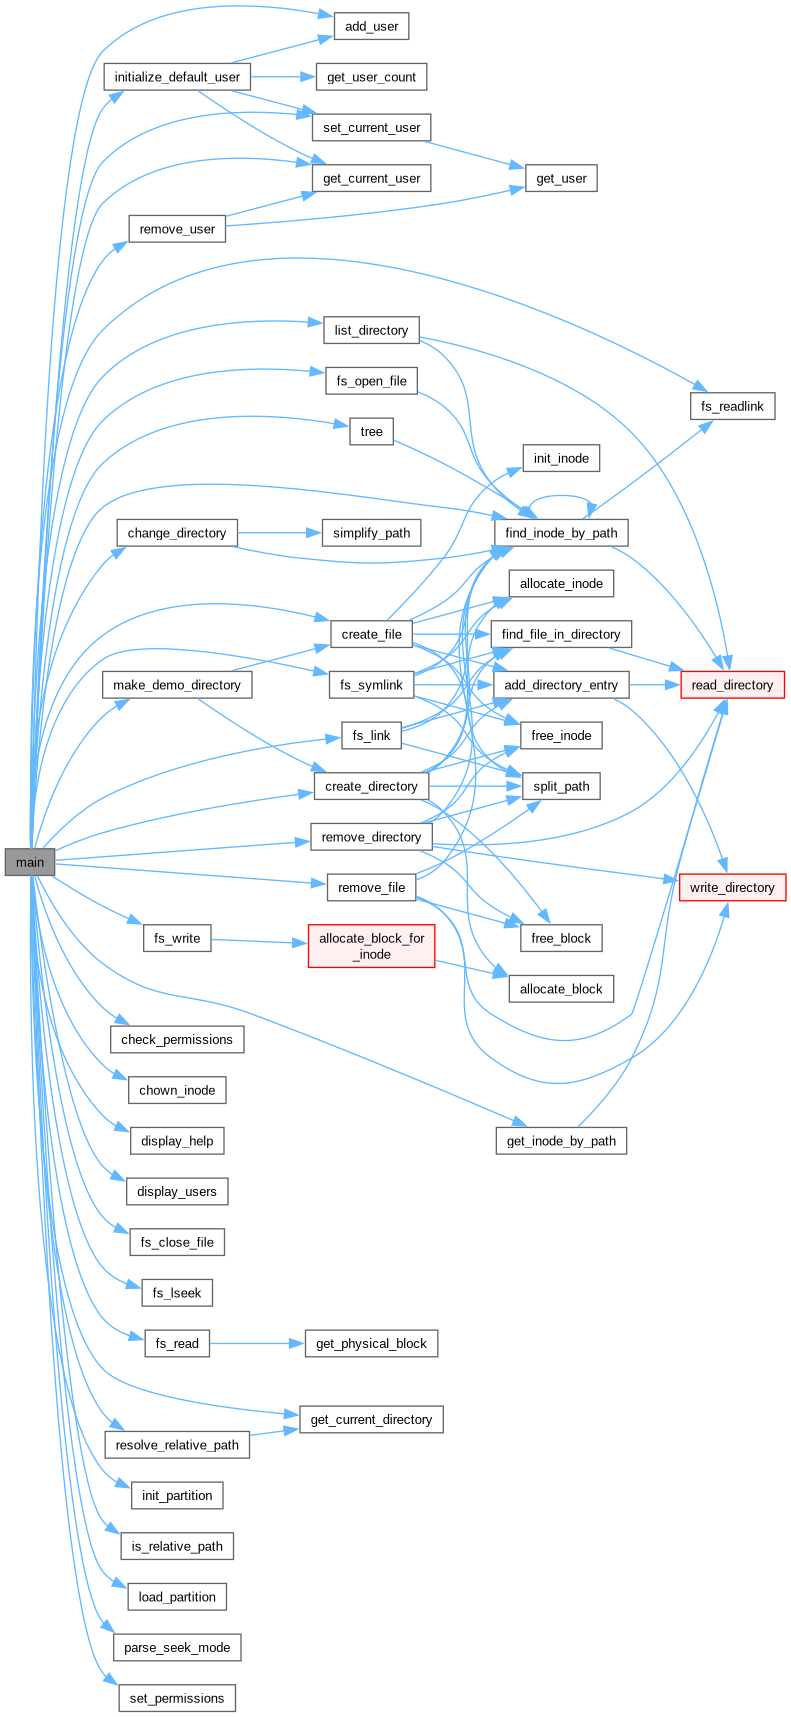 add_user
initialize_default_user
get_user_count
set_current_user
get_current_user
get_user
remove_user
list_directory
fs_open_file
fs_readlink
tree
init_inode
change_directory
simplify_path
find_inode_by_path
allocate_inode
create_file
find_file_in_directory
make_demo_directory
fs_symlink
add_directory_entry
read_directory
fs_link
free_inode
create_directory
split_path
remove_directory
main
remove_file
write_directory
fs_write
allocate_block_for
_inode
free_block
allocate_block
check_permissions
chown_inode
display_help
get_inode_by_path
display_users
fs_close_file
fs_lseek
fs_read
get_physical_block
get_current_directory
resolve_relative_path
init_partition
is_relative_path
load_partition
parse_seek_mode
set_permissions